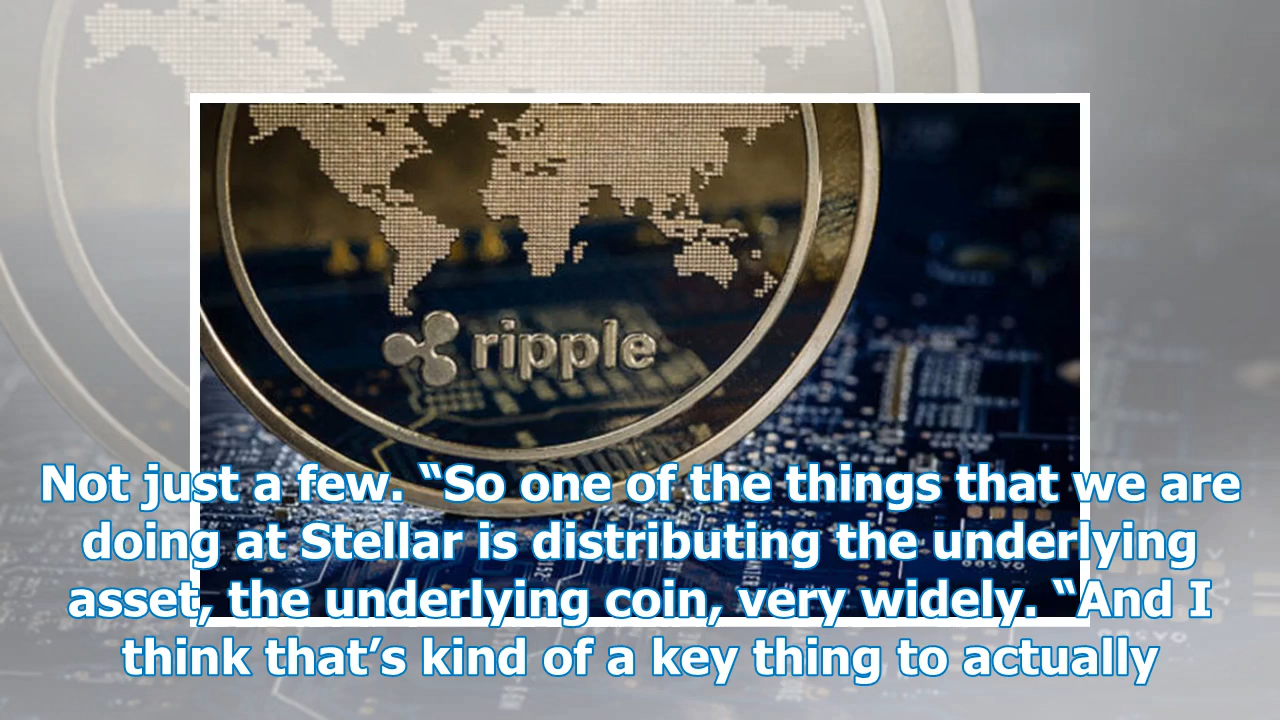 ripple
Not just a few. “So one of the things that we are
doing at Stellar is distributing the underlying
asset, the underlying coin, very widely. “And I
think that’s kind of a key thing to actually